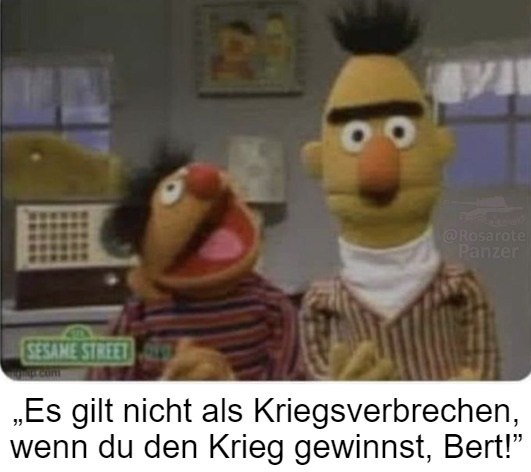 @Rosarote
Panzer
SESAME STREET
„Es gilt nicht als Kriegsverbrechen,
wenn du den Krieg gewinnst, Bert!”